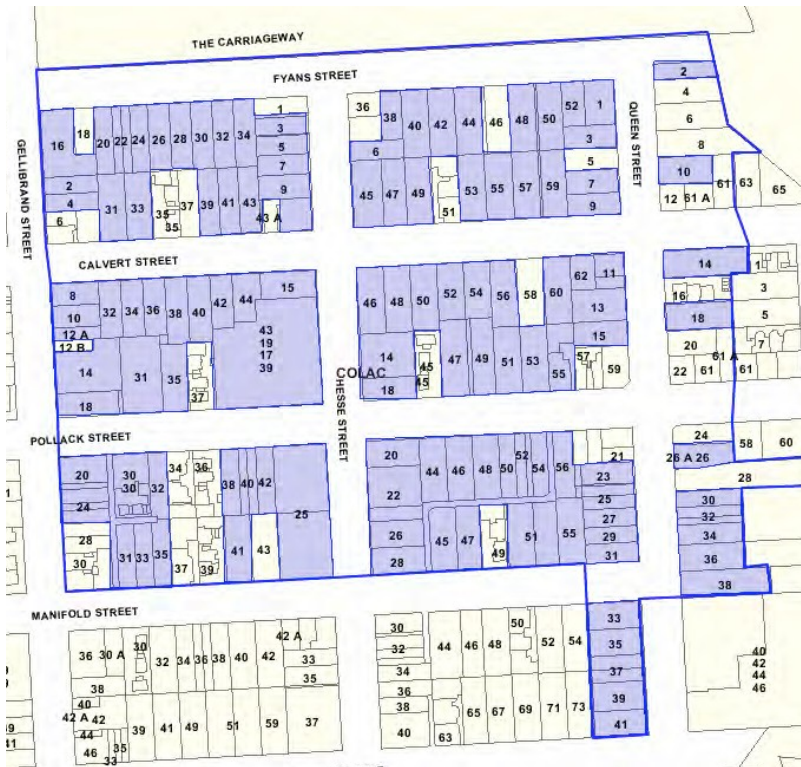 THE CARRIAGEWAY
FYANS STREET
GELLIBRAND STREET
QUEEN STREET
16 18 20 22 24 26 28 30 32 34 1
3
5
7
2
4
6
31 33 35 35 37 39 41 43 9
43 A
36 38 40 42 44 46 48 50 52 1
3
6
5
45 47 49 51 53 55 57 59 7
9
2
4
6
8
10
12 61 A 61 63 65
CALVERT STREET
8
10
12 A
12 B
32 34 36 38 40 42 44 15
43
19
17
39
14
31 35 37
18
COLAC
HESSE STREET
46 48 50 52 54 56 58 60 62 11
13
15
14
45
45
47 49 51 53 55 57 59
18
14
16
18
20
22 61 61 A 61
1
3
5
7
POLLACK STREET
20
24
28
30
30
30
32 34 36 38 40 42
25
31 33 35 37 39 41 43
20
22
26
28
44 46 48 50 52 54 56 21
23
25
27
29
31
45 47 49 51 55
24
26 A 26
58 60
28
30
32
34
36
38
MANIFOLD STREET
36 30 A 30 32 34 36 38 40 42 42 A
33
35
38
40
42 A 42
44
46 33 35 39 41 49 51 59 37
30
32
34
36
38
40
44 46 48 50 52 54
63 65 67 69 71 73
33
35
37
39
41
40
42
44
46
39
41
1